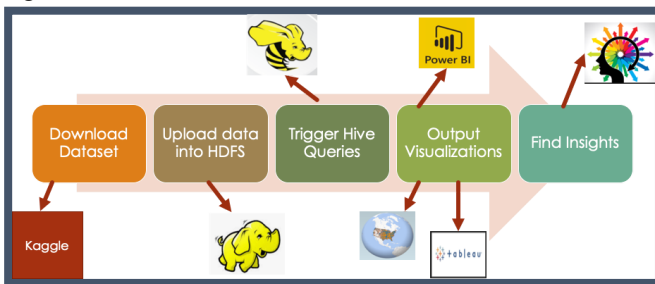 Power BI
Download
Dataset
Upload data
into HDFS
Trigger Hive
Queries
Output
Visualizations
Find Insights
Kaggle
+ableau